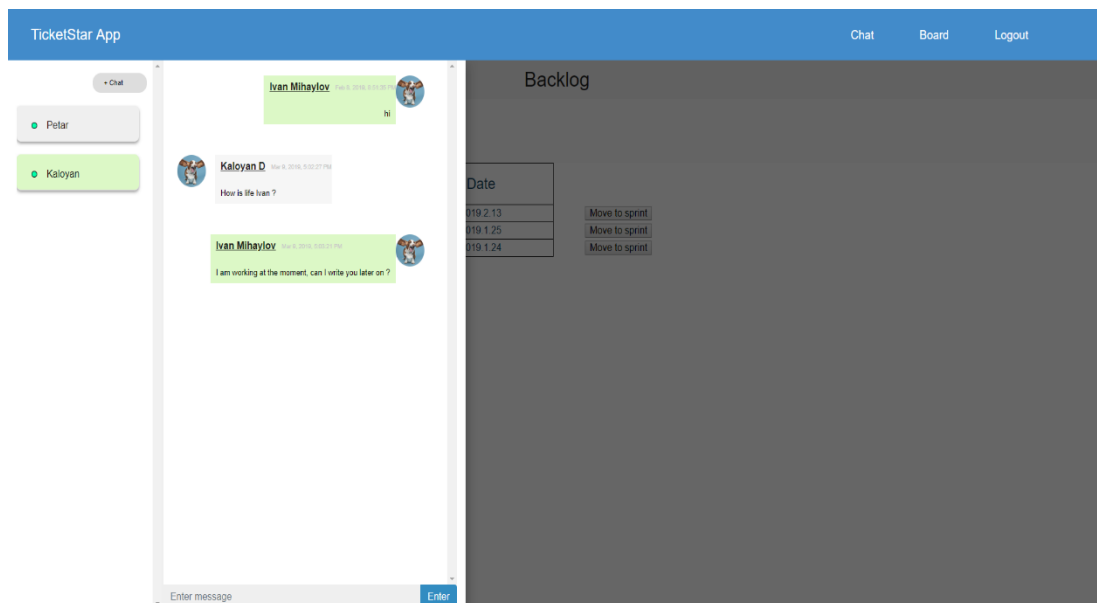 TicketStar App
Chat
Board
Logout
+ Chat
Petar
Kaloyan
Ivan Mihaylov
hi
Kaloyan D
How is life Ivan ?
Ivan Mihaylov
I am working at the moment, can I write you later on ?
Enter message
Enter
Backlog
Date
019.2.13 Move to sprint
019.1.25 Move to sprint
019.1.24 Move to sprint